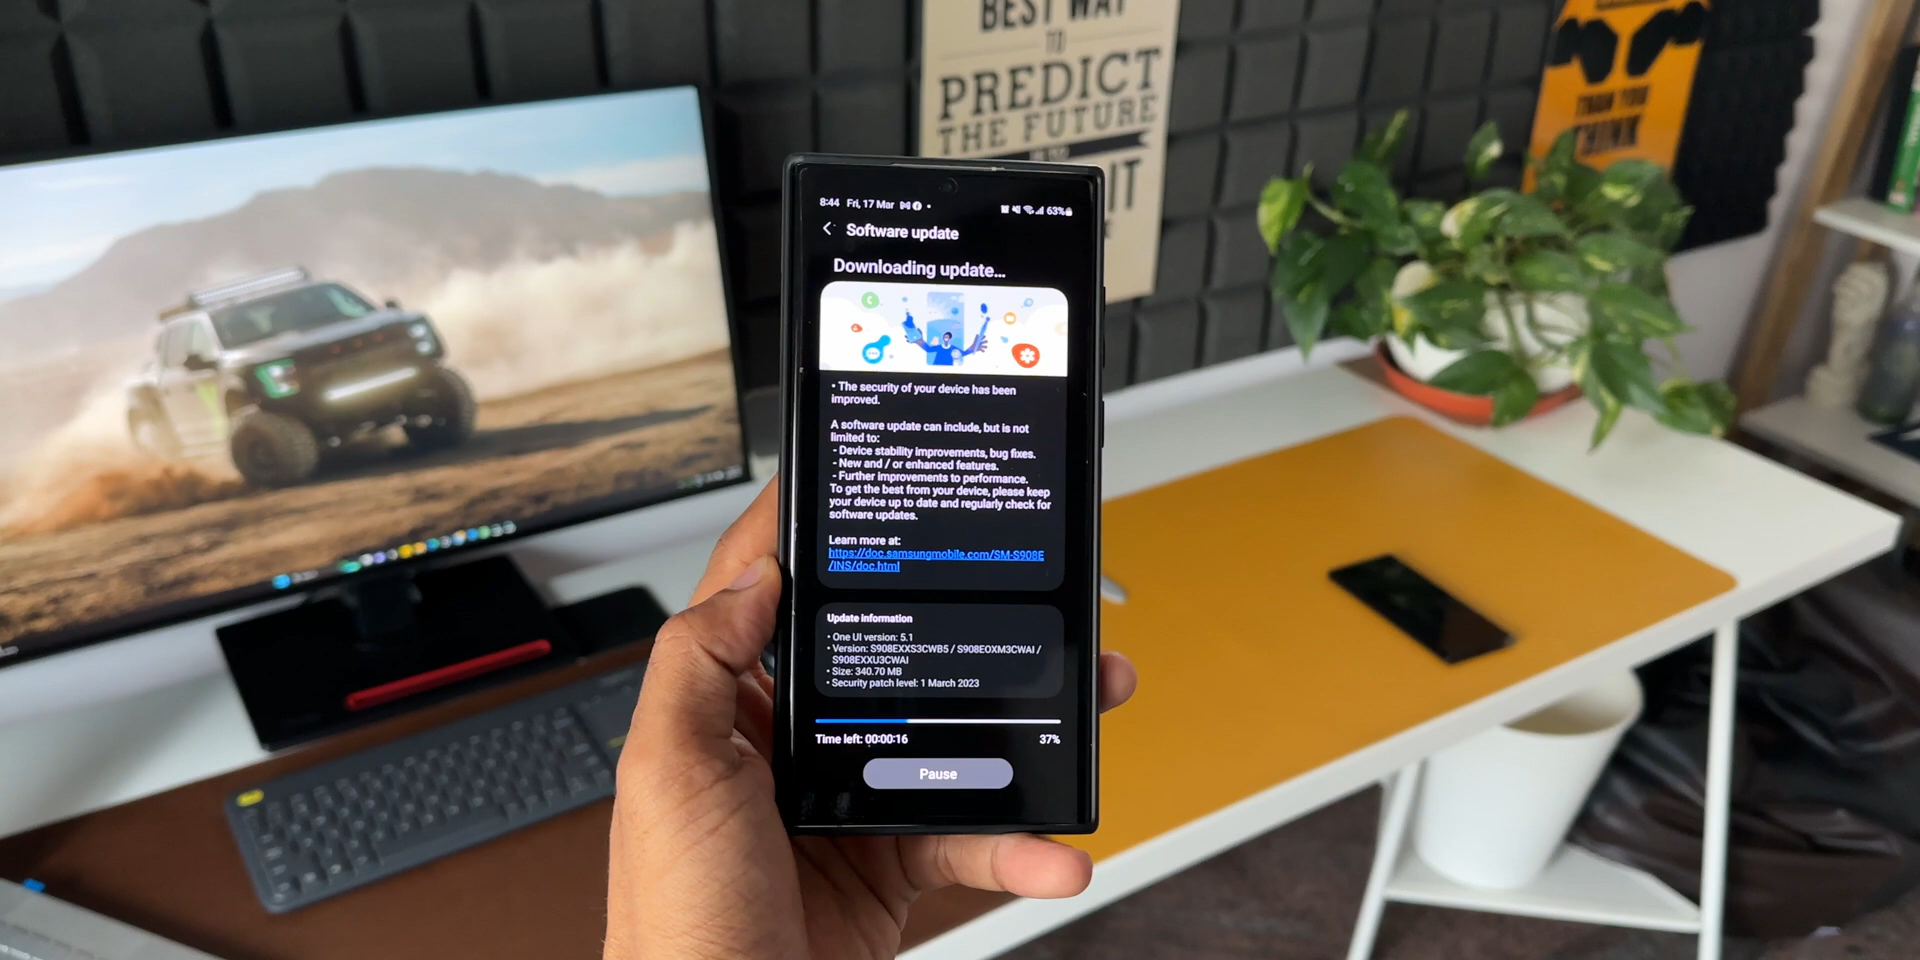 BEST WAY
TO
PREDICT
THE FUTURE
IT
THINK
8:44 Fri, 17 Mar
63%
Software update
Downloading update...
• The security of your device has been
improved.
A software update can include, but is not
limited to:
- Device stability improvements, bug fixes.
- New and / or enhanced features.
- Further improvements to performance.
To get the best from your device, please keep
your device up to date and regularly check for
software updates.
Learn more at:
https://doc.samsungmobile.com/SM-S908E
/INS/doc.html
Update information
• One UI version: 5.1
• Version: S908EXXS3CWB5 / S908EOXM3CWAI /
S908EXXU3CWAI
• Size: 340.70 MB
• Security patch level: 1 March 2023
Time left: 00:00:16
37%
Pause